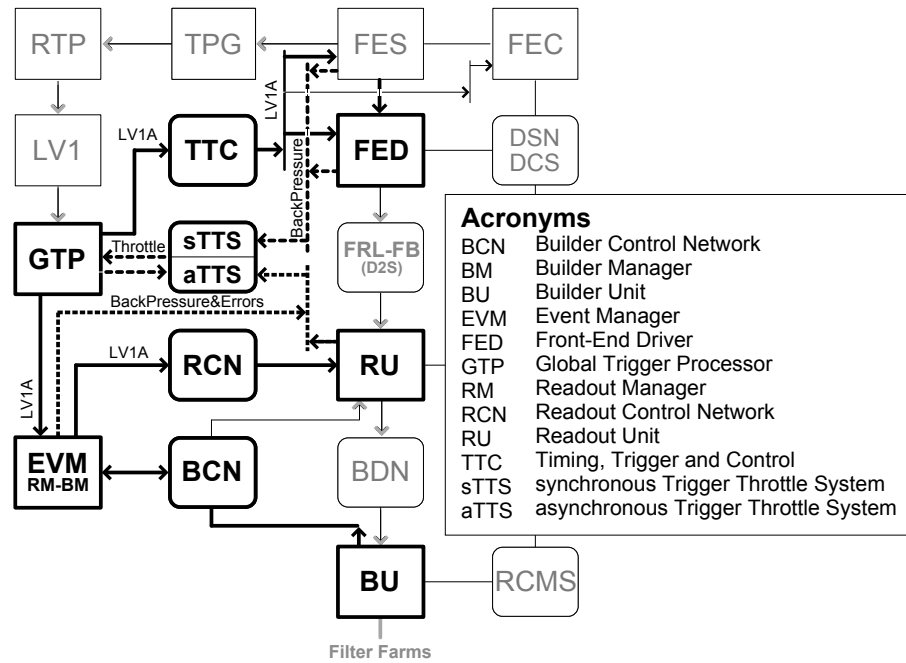 RTP
TPG
FES
FEC
LV1A
LV1
LV1A
TTC
BackPressure
FED
DSN
DCS
GTP
Throttle
sTTS
aTTS
FRL-FB
(D2S)
BackPressure&Errors
LV1A
LV1A
RCN
RU
EVM
RM-BM
BCN
BDN
BU
RCMS
Filter Farms
Acronyms
BCN Builder Control Network
BM Builder Manager
BU Builder Unit
EVM Event Manager
FED Front-End Driver
GTP Global Trigger Processor
RM Readout Manager
RCN Readout Control Network
RU Readout Unit
TTC Timing, Trigger and Control
sTTS synchronous Trigger Throttle System
aTTS asynchronous Trigger Throttle System